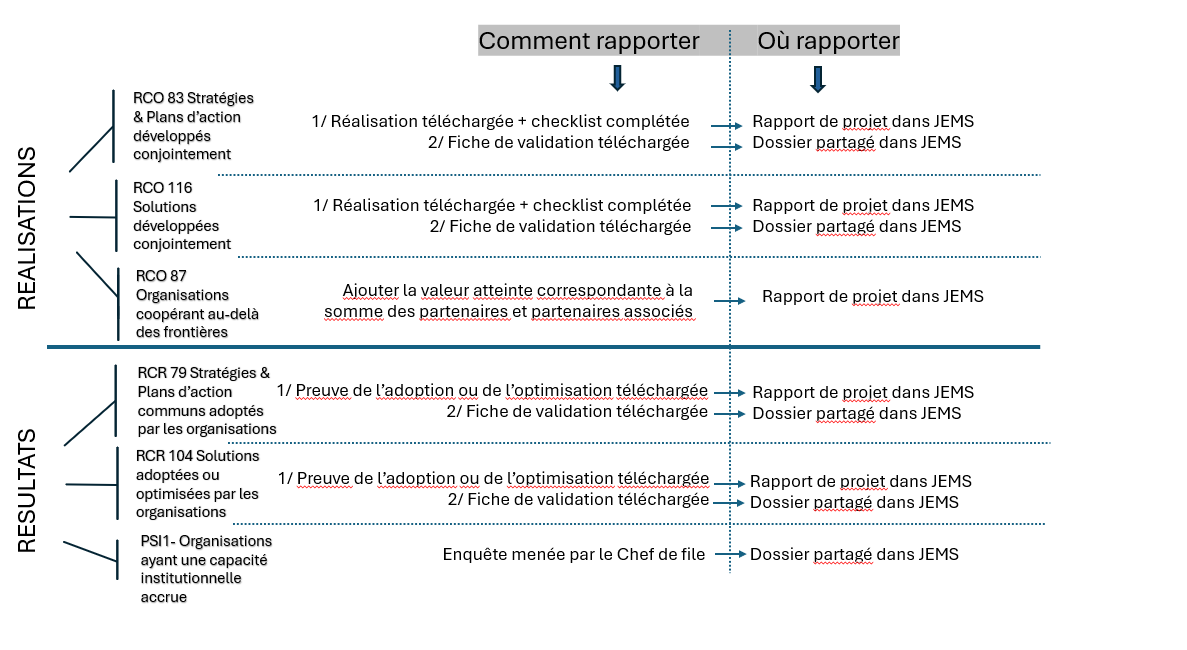 Comment rapporter
Où rapporter
REALISATIONS
RCO 83 Stratégies
& Plans d’action
développés
conjointement
1/ Réalisation téléchargée + checklist complétée
2/ Fiche de validation téléchargée
Rapport de projet dans JEMS
Dossier partagé dans JEMS
RCO 116
Solutions
développées
conjointement
1/ Réalisation téléchargée + checklist complétée
2/ Fiche de validation téléchargée
Rapport de projet dans JEMS
Dossier partagé dans JEMS
RCO 87
Organisations
coopérant au-delà
des frontières
Ajouter la valeur atteinte correspondante à la
somme des partenaires et partenaires associés
Rapport de projet dans JEMS
RESULTATS
RCR 79 Stratégies &
Plans d’action
communs adoptés
par les organisations
1/ Preuve de l’adoption ou de l’optimisation téléchargée
2/ Fiche de validation téléchargée
Rapport de projet dans JEMS
Dossier partagé dans JEMS
RCR 104 Solutions
adoptées ou
optimisées par les
organisations
1/ Preuve de l’adoption ou de l’optimisation téléchargée
2/ Fiche de validation téléchargée
Rapport de projet dans JEMS
Dossier partagé dans JEMS
PSI1- Organisations
ayant une capacité
institutionnelle
accrue
Enquête menée par le Chef de file
Dossier partagé dans JEMS